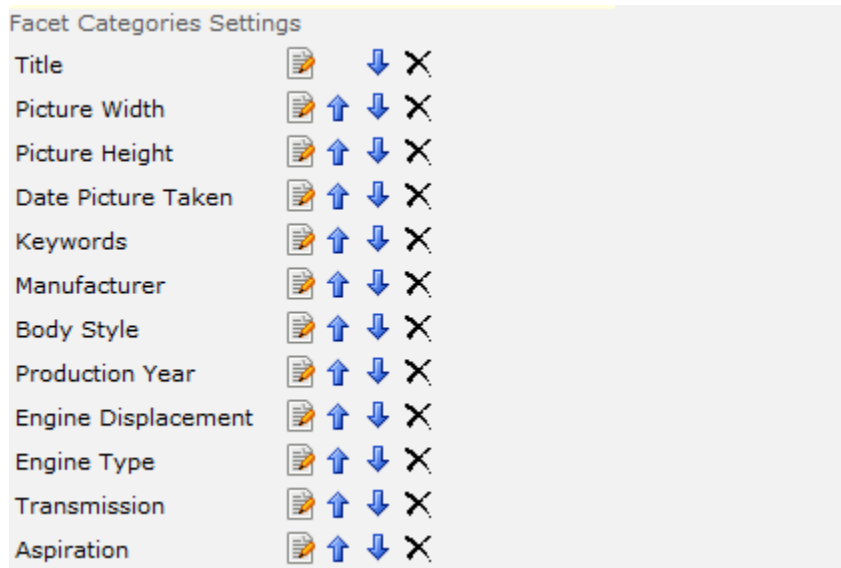 Facet Categories Settings
Title
Picture Width
Picture Height
Date Picture Taken
Keywords
Manufacturer
Body Style
Production Year
Engine Displacement
Engine Type
Transmission
Aspiration